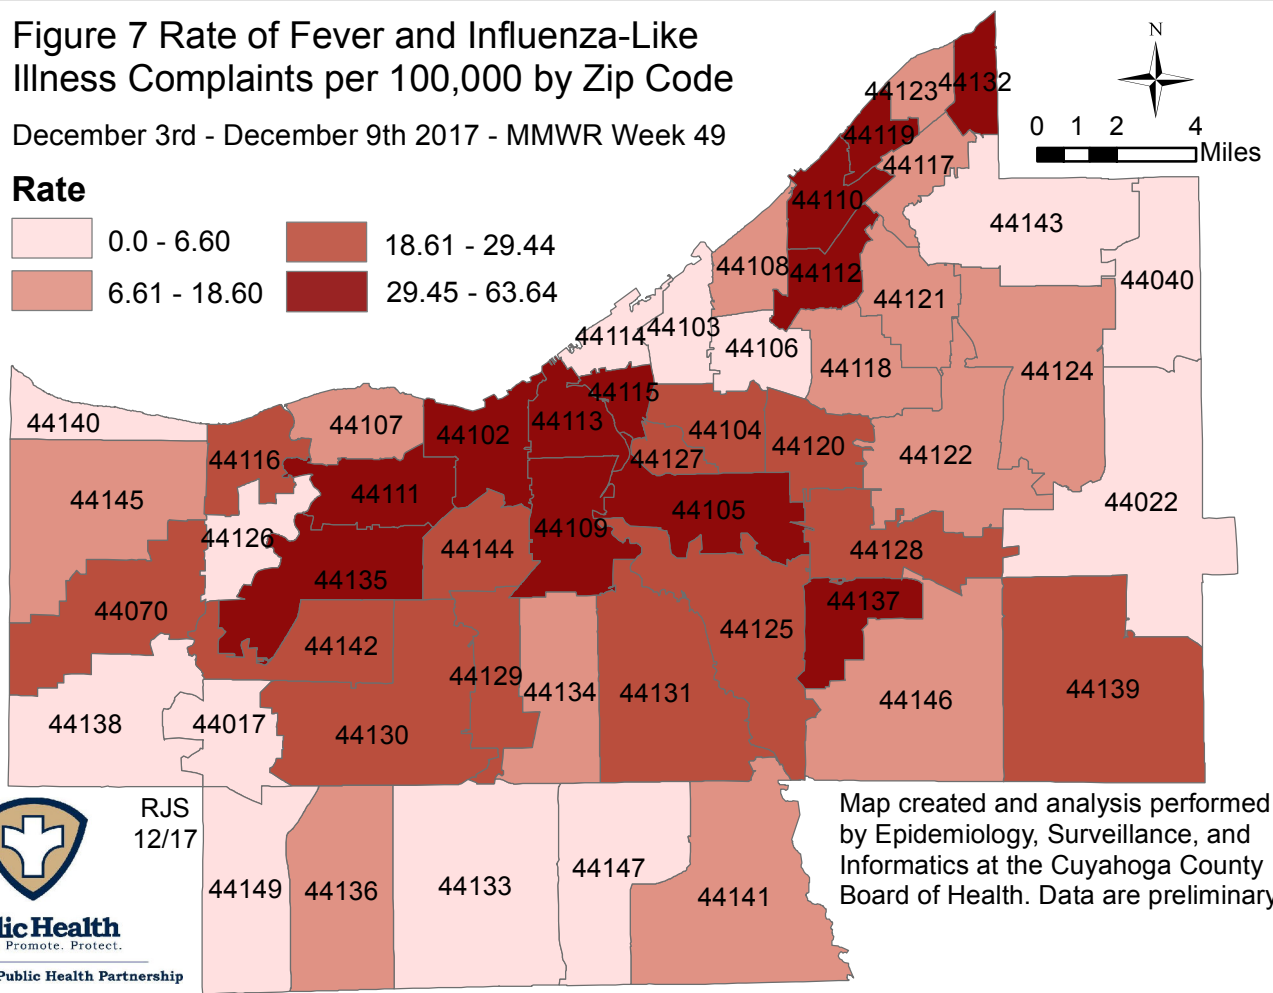 Figure 7 Rate of Fever and Influenza-Like
Illness Complaints per 100,000 by Zip Code
December 3rd - December 9th 2017 - MMWR Week 49
Rate
0.0 - 6.60
18.61 - 29.44
6.61 - 18.60
29.45 - 63.64
N
0 1 2 4
Miles
44123
44132
44119
44117
44110
44143
44108
44112
44040
44121
44114
44103
44106
44118
44124
44115
44140
44107
44102
44113
44104
44120
44116
44127
44122
44145
44111
44105
44022
44126
44109
44144
44128
44135
44070
44137
44125
44142
44129
44134
44131
44139
44146
44138
44017
44130
RJS
12/17
Map created and analysis performed
by Epidemiology, Surveillance, and
Informatics at the Cuyahoga County
Board of Health. Data are preliminary
44149
44136
44133
44147
44141
lic Health
Promote. Protect.
Public Health Partnership